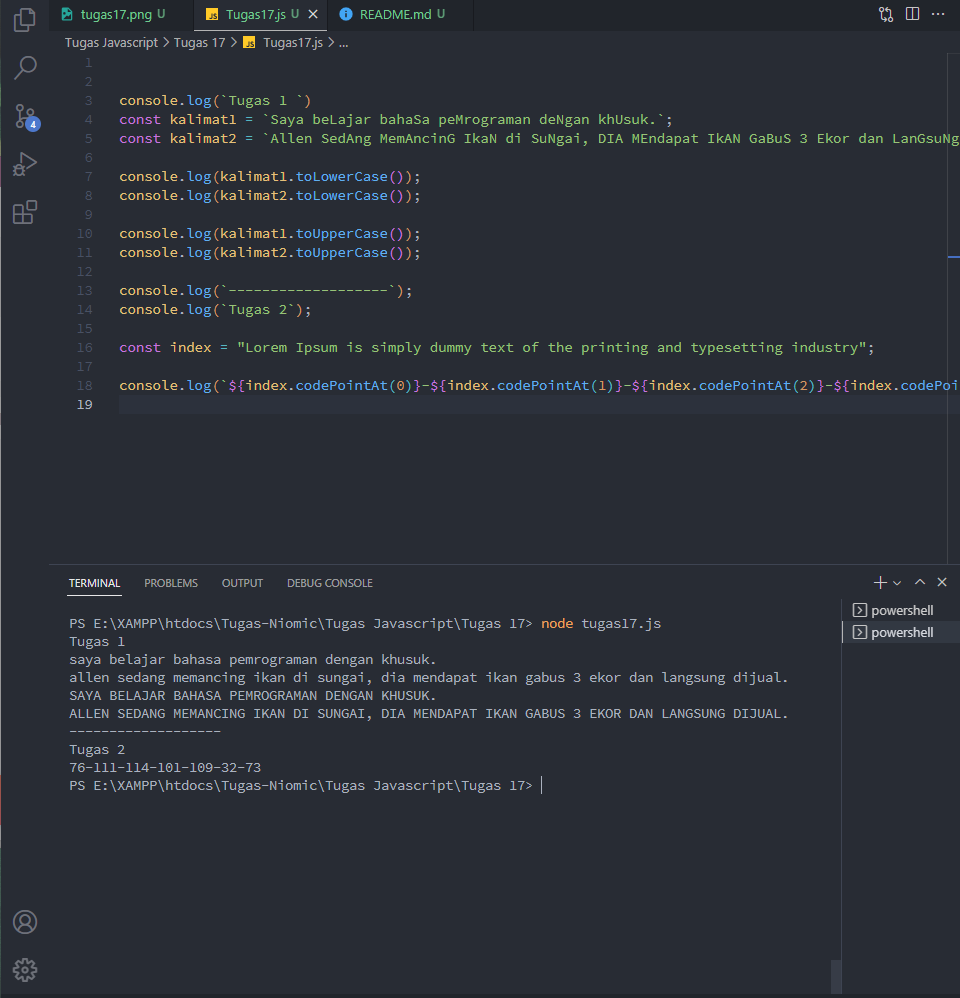 tugas17.png U
JS Tugas17.js U
README.md U
Tugas Javascript > Tugas 17 > JS Tugas17.js > ...
4
1
2
3 console.log(`Tugas 1 `)
4 const kalimat1 = `Saya beLajar bahaSa peMrograman deNgan khUsuk.`;
5 const kalimat2 = `Allen SedAng MemAncinG IkaN di SuNgai, DIA MEndapat IkAN GaBuS 3 Ekor dan LanGsuNg
6
7 console.log(kalimat1.toLowerCase());
8 console.log(kalimat2.toLowerCase());
9
10 console.log(kalimat1.toUpperCase());
11 console.log(kalimat2.toUpperCase());
12
13 console.log(`-------------------`);
14 console.log(`Tugas 2`);
15
16 const index = "Lorem Ipsum is simply dummy text of the printing and typesetting industry";
17
18 console.log(`${index.codePointAt(0)}-${index.codePointAt(1)}-${index.codePointAt(2)}-${index.codePoi
19
TERMINAL PROBLEMS OUTPUT DEBUG CONSOLE
powershell
powershell
PS E:\XAMPP\htdocs\Tugas-Niomic\Tugas Javascript\Tugas 17> node tugas17.js
Tugas 1
saya belajar bahasa pemrograman dengan khusuk.
allen sedang memancing ikan di sungai, dia mendapat ikan gabus 3 ekor dan langsung dijual.
SAYA BELAJAR BAHASA PEMROGRAMAN DENGAN KHUSUK.
ALLEN SEDANG MEMANCING IKAN DI SUNGAI, DIA MENDAPAT IKAN GABUS 3 EKOR DAN LANGSUNG DIJUAL.
-------------------
Tugas 2
76-111-114-101-109-32-73
PS E:\XAMPP\htdocs\Tugas-Niomic\Tugas Javascript\Tugas 17>